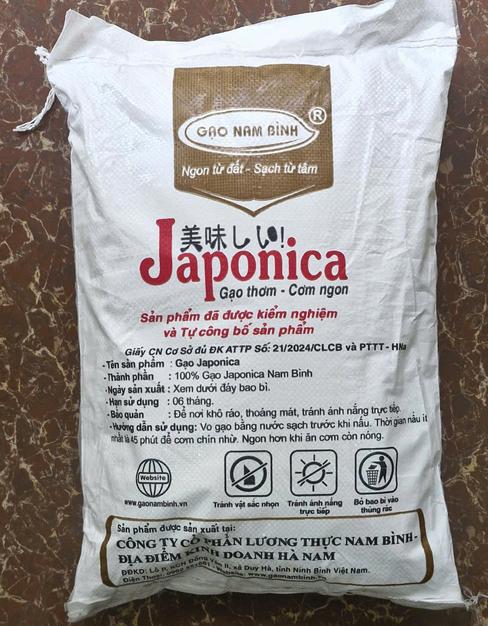 GẠO NAM BÌNH ®
Ngon từ đất - Sạch từ tâm
美味しい!
Japonica
Gạo thơm - Cơm ngon
Sản phẩm đã được kiểm nghiệm
và Tự công bố sản phẩm
Giấy CN Cơ Sở đủ ĐK ATTP Số: 21/2024/CLCB và PTTT - HNa
- Tên sản phẩm : Gạo Japonica
- Thành phần : 100% Gạo Japonica Nam Bình
- Ngày sản xuất : Xem dưới đáy bao bì.
- Hạn sử dụng : 06 tháng.
- Bảo quản : Để nơi khô ráo, thoáng mát, tránh ánh nắng trực tiếp.
- Hướng dẫn sử dụng: Vo gạo bằng nước sạch trước khi nấu. Thời gian nấu ít
nhất là 45 phút để cơm chín nhừ. Ngon hơn khi ăn cơm còn nóng.
Website
www.gaonambinh.vn
Tránh vật sắc nhọn
Tránh ánh nắng
trực tiếp
Bỏ bao bì vào
thùng rác
Sản phẩm được sản xuất tại:
CÔNG TY CỔ PHẦN LƯƠNG THỰC NAM BÌNH-
ĐỊA ĐIỂM KINH DOANH HÀ NAM
ĐĐKD: Lô P, KCN Đồng II, xã Duy Hà, tỉnh Ninh Bình Việt Nam.
Điện Thoại: - Website: www.gaonambinh.vn